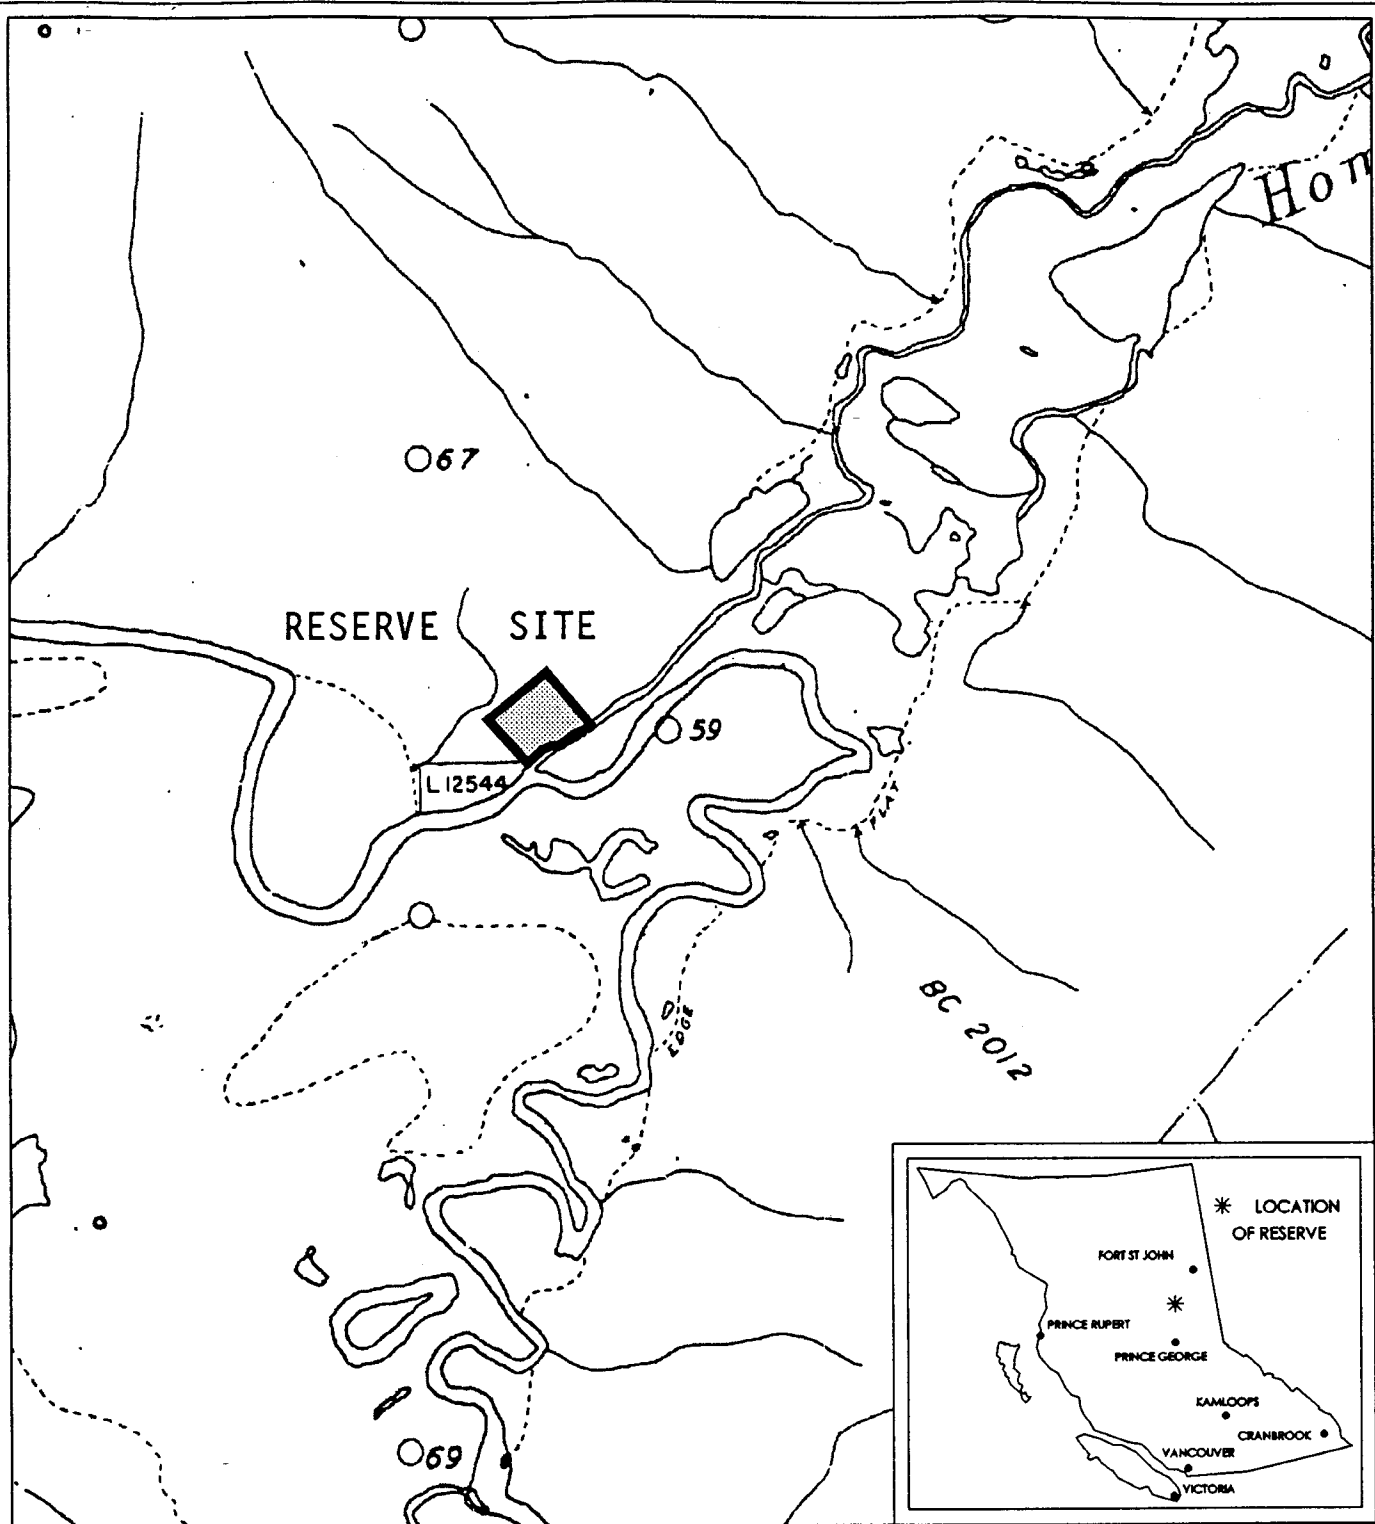 Hon
67
RESERVE SITE
59
L 12544
FLAT
EDGE
BC 2012
69
LOCATION
OF RESERVE
FORT ST JOHN
PRINCE RUPERT
PRINCE GEORGE
KAMLOOPS
CRANBROOK
VANCOUVER
VICTORIA